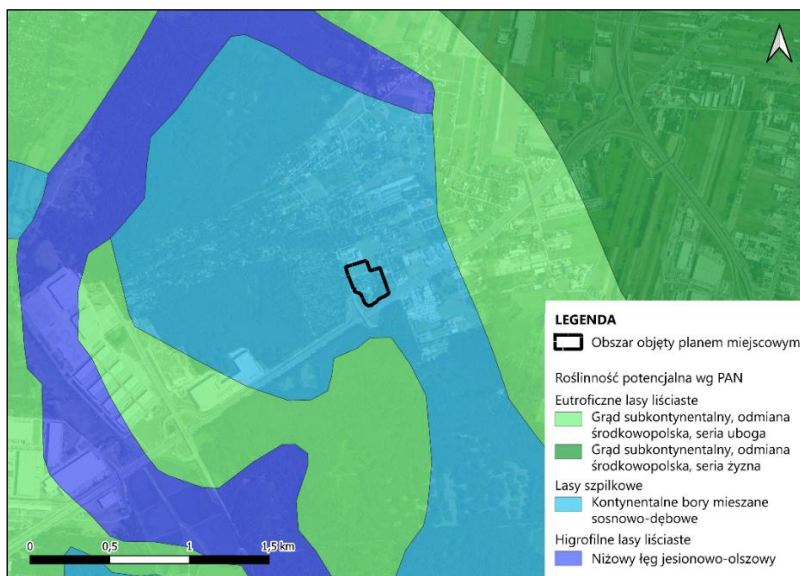 LEGENDA
Obszar objęty planem miejscowym
Roślinność potencjalna wg PAN
Eutroficzne lasy liściaste
Grąd subkontynentalny, odmiana
środkowopolska, seria uboga
Grąd subkontynentalny, odmiana
środkowopolska, seria żyzna
Lasy szpilkowe
Kontynentalne bory mieszane
sosnowo-dębowe
Higrofilne lasy liściaste
Niżowy łęg jesionowo-olszowy
0 0,5 1 1,5 km